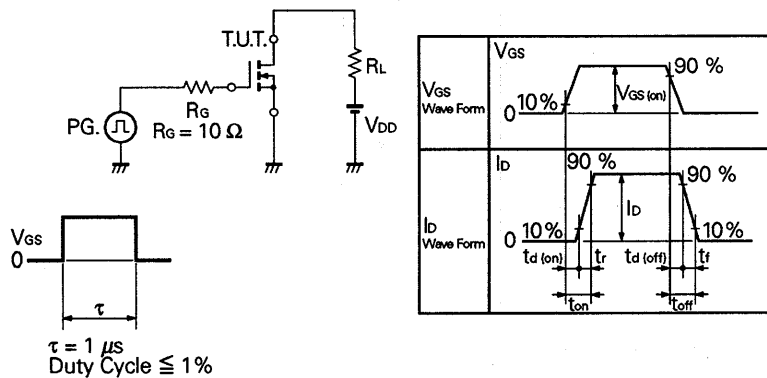 T.U.T.
RL
RG
PG.
RG = 10 Ω
VDD
VGS
0
τ
τ = 1 μs
Duty Cycle ≦ 1%
VGS
Wave Form
VGS
90 %
10%
VGS (on)
0
ID
Wave Form
ID
90 %
90 %
ID
0
10%
10%
td (on)
tr
td (off)
tf
ton
toff